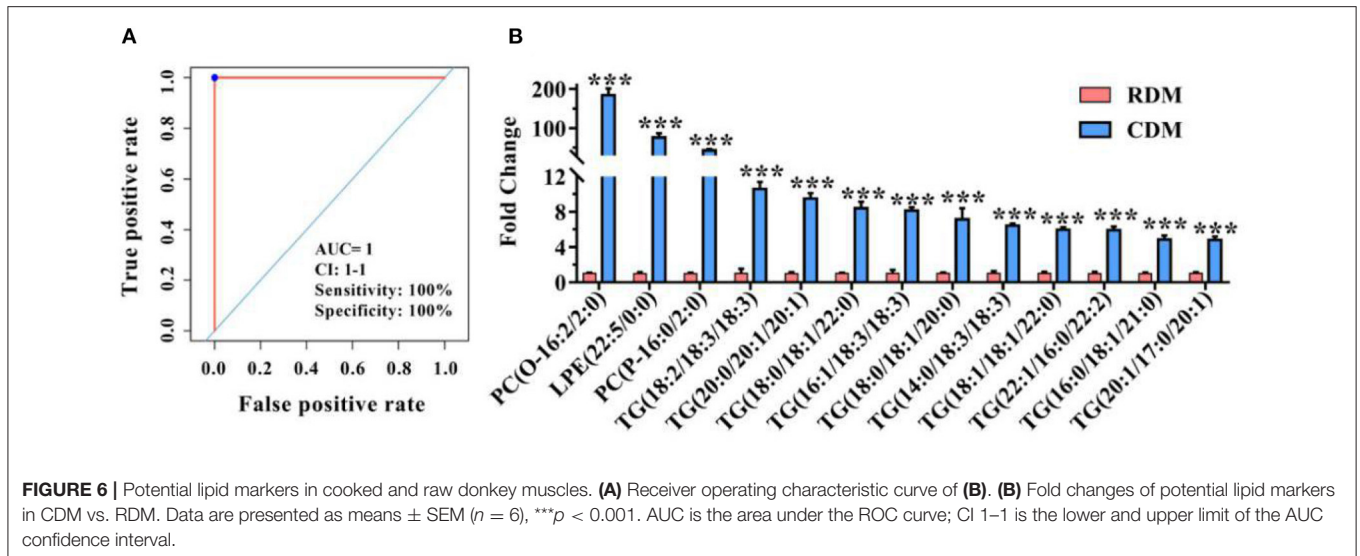 A
B
1.0
0.8
0.6
0.4
0.2
0.0
True positive rate
AUC= 1
CI: 1-1
Sensitivity: 100%
Specificity: 100%
0.0 0.2 0.4 0.6 0.8 1.0
False positive rate
200
100
12
8
4
0
Fold Change
*** *** *** *** *** *** *** *** *** *** *** *** ***
RDM
CDM
PC(O-16:2/2:0)
LPE(22:5/0:0)
PC(P-16:0/2:0)
TG(18:2/18:3/18:3)
TG(20:0/20:1/20:1)
TG(18:0/18:1/22:0)
TG(16:1/18:3/18:3)
TG(18:0/18:1/20:0)
TG(14:0/18:3/18:3)
TG(18:1/18:1/22:0)
TG(22:1/16:0/22:2)
TG(16:0/18:1/21:0)
TG(20:1/17:0/20:1)
FIGURE 6 | Potential lipid markers in cooked and raw donkey muscles. (A) Receiver operating characteristic curve of (B). (B) Fold changes of potential lipid markers
in CDM vs. RDM. Data are presented as means ± SEM (n = 6), ***p < 0.001. AUC is the area under the ROC curve; CI 1–1 is the lower and upper limit of the AUC
confidence interval.